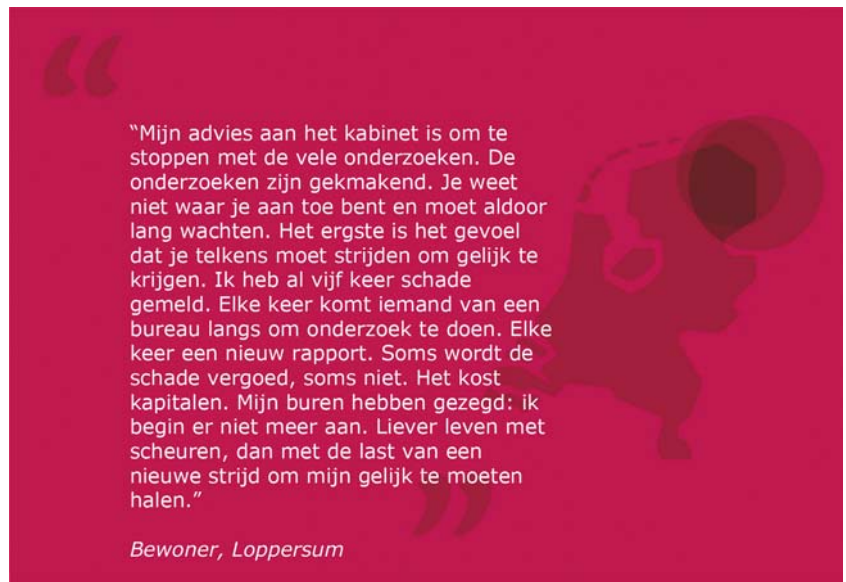 “Mijn advies aan het kabinet is om te
stoppen met de vele onderzoeken. De
onderzoeken zijn gekmakend. Je weet
niet waar je aan toe bent en moet aldoor
lang wachten. Het ergste is het gevoel
dat je telkens moet strijden om gelijk te
krijgen. Ik heb al vijf keer schade
gemeld. Elke keer komt iemand van een
bureau langs om onderzoek te doen. Elke
keer een nieuw rapport. Soms wordt de
schade vergoed, soms niet. Het kost
kapitalen. Mijn buren hebben gezegd: ik
begin er niet meer aan. Liever leven met
scheuren, dan met de last van een
nieuwe strijd om mijn gelijk te moeten
halen.”
Bewoner, Loppersum